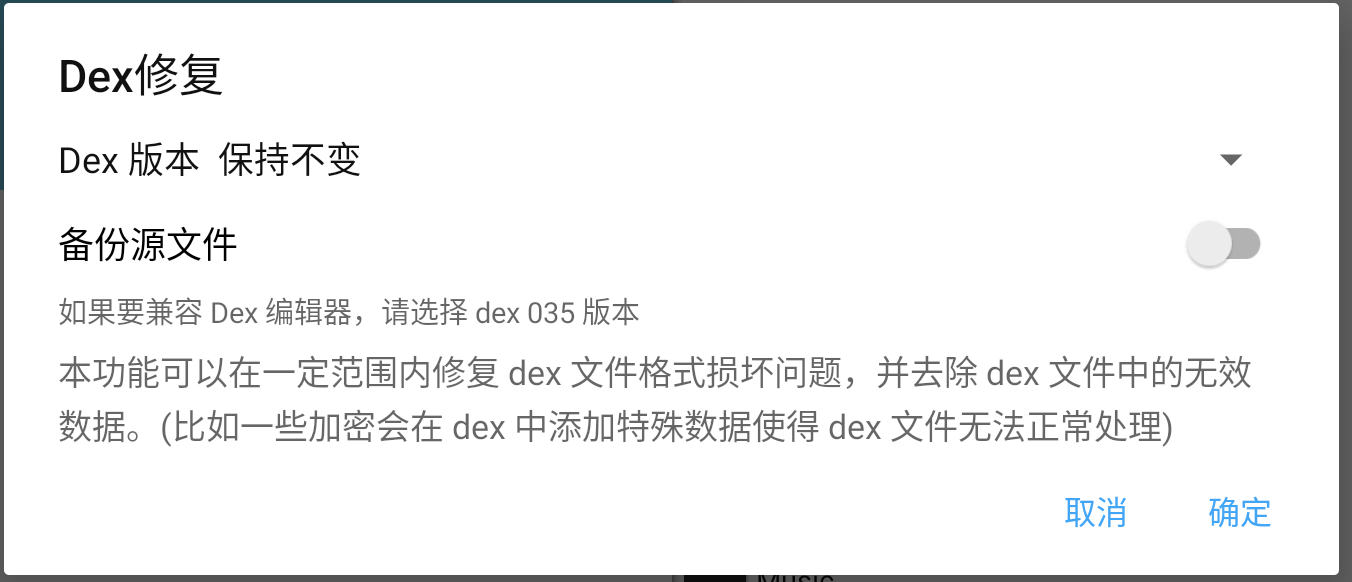 Dex修复
Dex 版本 保持不变
备份源文件
如果要兼容 Dex 编辑器，请选择 dex 035 版本
本功能可以在一定范围内修复 dex 文件格式损坏问题，并去除 dex 文件中的无效
数据。(比如一些加密会在 dex 中添加特殊数据使得 dex 文件无法正常处理)
取消 确定
Music